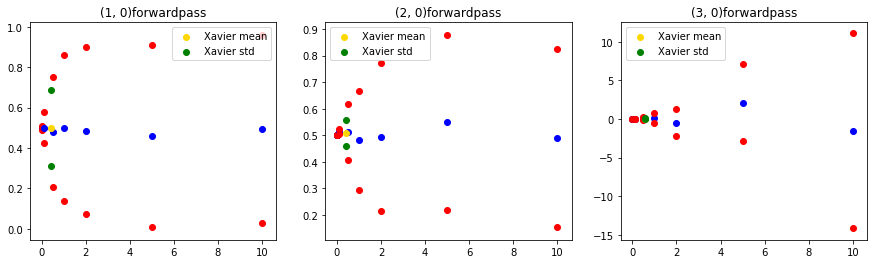 (1, 0)forwardpass
1.0
0.8
0.6
0.4
0.2
0.0
0 2 4 6 8 10
Xavier mean
Xavier std
(2, 0)forwardpass
0.9
0.8
0.7
0.6
0.5
0.4
0.3
0.2
0 2 4 6 8 10
Xavier mean
Xavier std
(3, 0)forwardpass
10
5
0
−5
−10
−15
0 2 4 6 8 10
Xavier mean
Xavier std